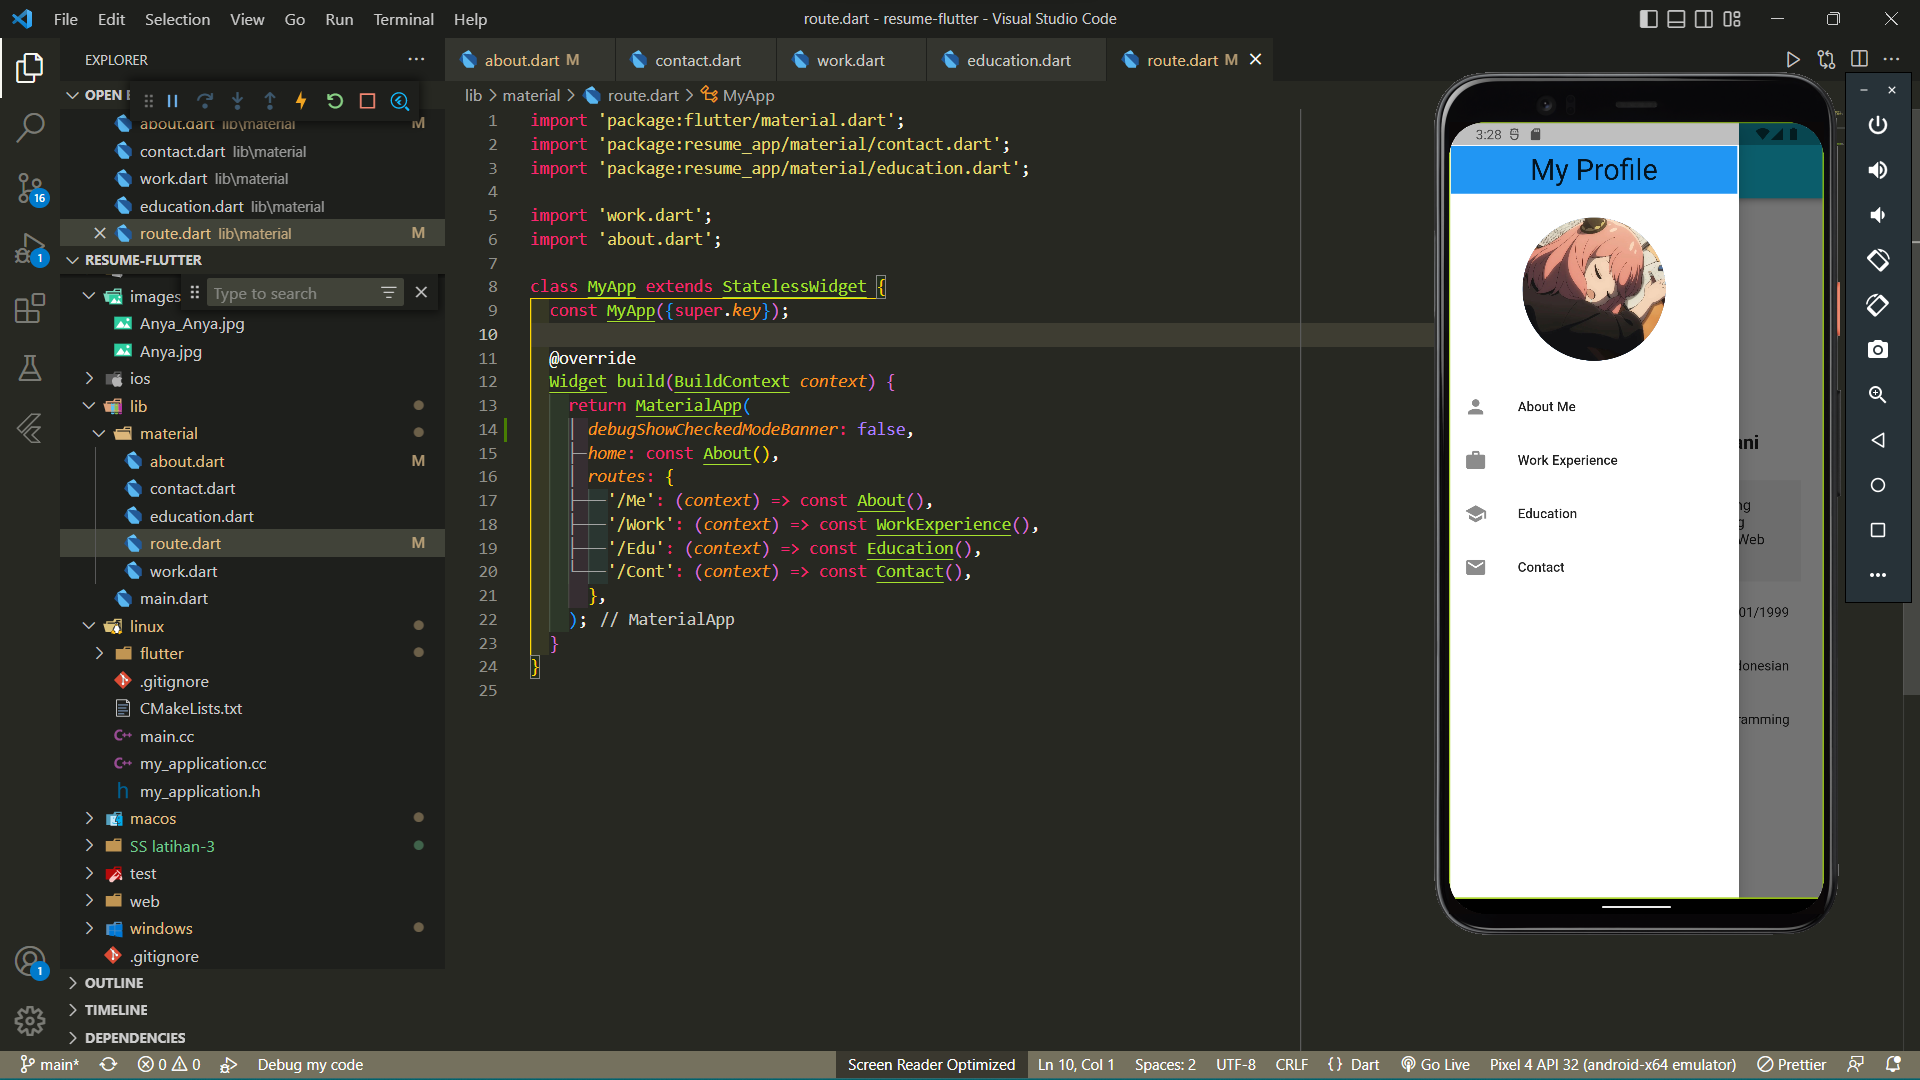 File Edit Selection View Go Run Terminal Help
route.dart - resume-flutter - Visual Studio Code
EXPLORER
about.dart M
contact.dart
work.dart
education.dart
route.dart M
OPEN E
about.dart lib\material M
contact.dart lib\material
work.dart lib\material
education.dart lib\material
route.dart lib\material M
RESUME-FLUTTER
images
Type to search
Anya_Anya.jpg
Anya.jpg
ios
lib
material
about.dart M
contact.dart
education.dart
route.dart M
work.dart
main.dart
linux
flutter
.gitignore
CMakeLists.txt
C++ main.cc
C++ my_application.cc
h my_application.h
macos
SS latihan-3
test
web
windows
.gitignore
OUTLINE
TIMELINE
DEPENDENCIES
16
1
1
lib > material > route.dart > MyApp
1 import 'package:flutter/material.dart';
2 import 'package:resume_app/material/contact.dart';
3 import 'package:resume_app/material/education.dart';
4
5 import 'work.dart';
6 import 'about.dart';
7
8 class MyApp extends StatelessWidget {
9 const MyApp({super.key});
10
11 @override
12 Widget build(BuildContext context) {
13 return MaterialApp(
14 debugShowCheckedModeBanner: false,
15 home: const About(),
16 routes: {
17 '/Me': (context) => const About(),
18 '/Work': (context) => const WorkExperience(),
19 '/Edu': (context) => const Education(),
20 '/Cont': (context) => const Contact(),
21 },
22 ); // MaterialApp
23 }
24 }
25
3:28
My Profile
About Me
Work Experience
Education
Contact
ani
ng
g
Web
01/1999
donesian
ramming
main* 0 0 Debug my code
Screen Reader Optimized Ln 10, Col 1 Spaces: 2 UTF-8 CRLF {} Dart Go Live Pixel 4 API 32 (android-x64 emulator) Prettier